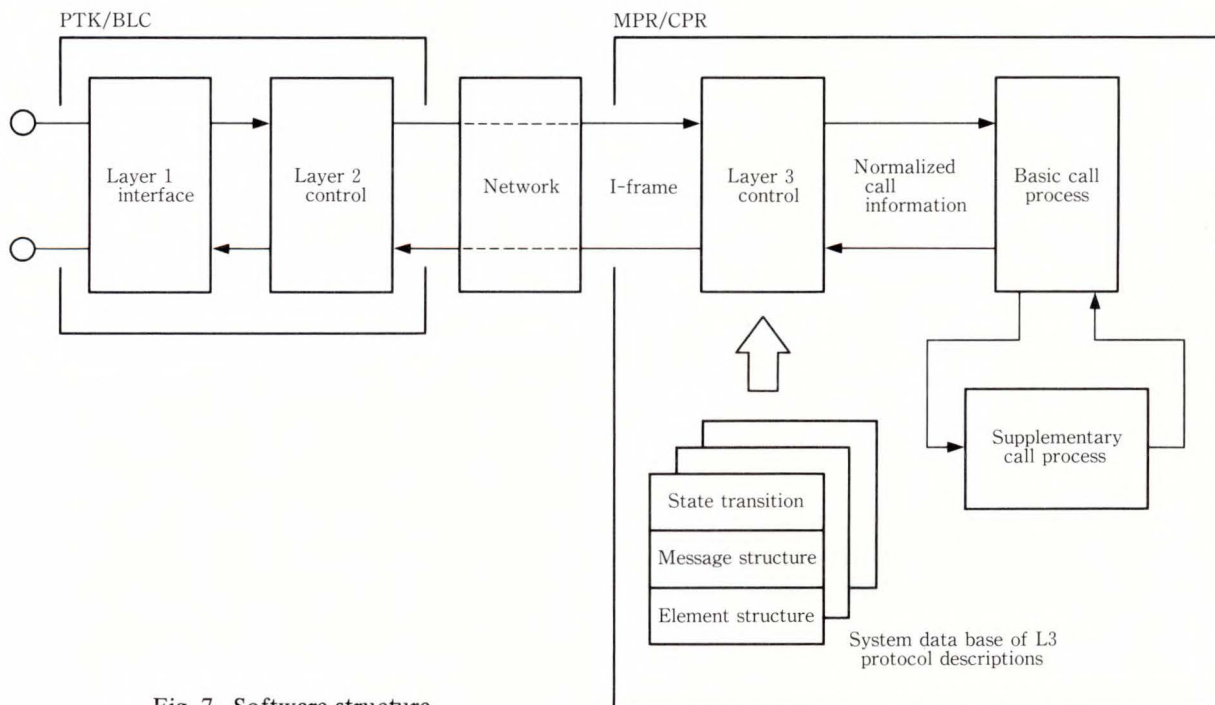 PTK/BLC
MPR/CPR
Layer 1
interface
Layer 2
control
Network
I-frame
Layer 3
control
Normalized
call
information
Basic call
process
Supplementary
call process
State transition
Message structure
Element structure
System data base of L3
protocol descriptions
Fig. 7 Software structure